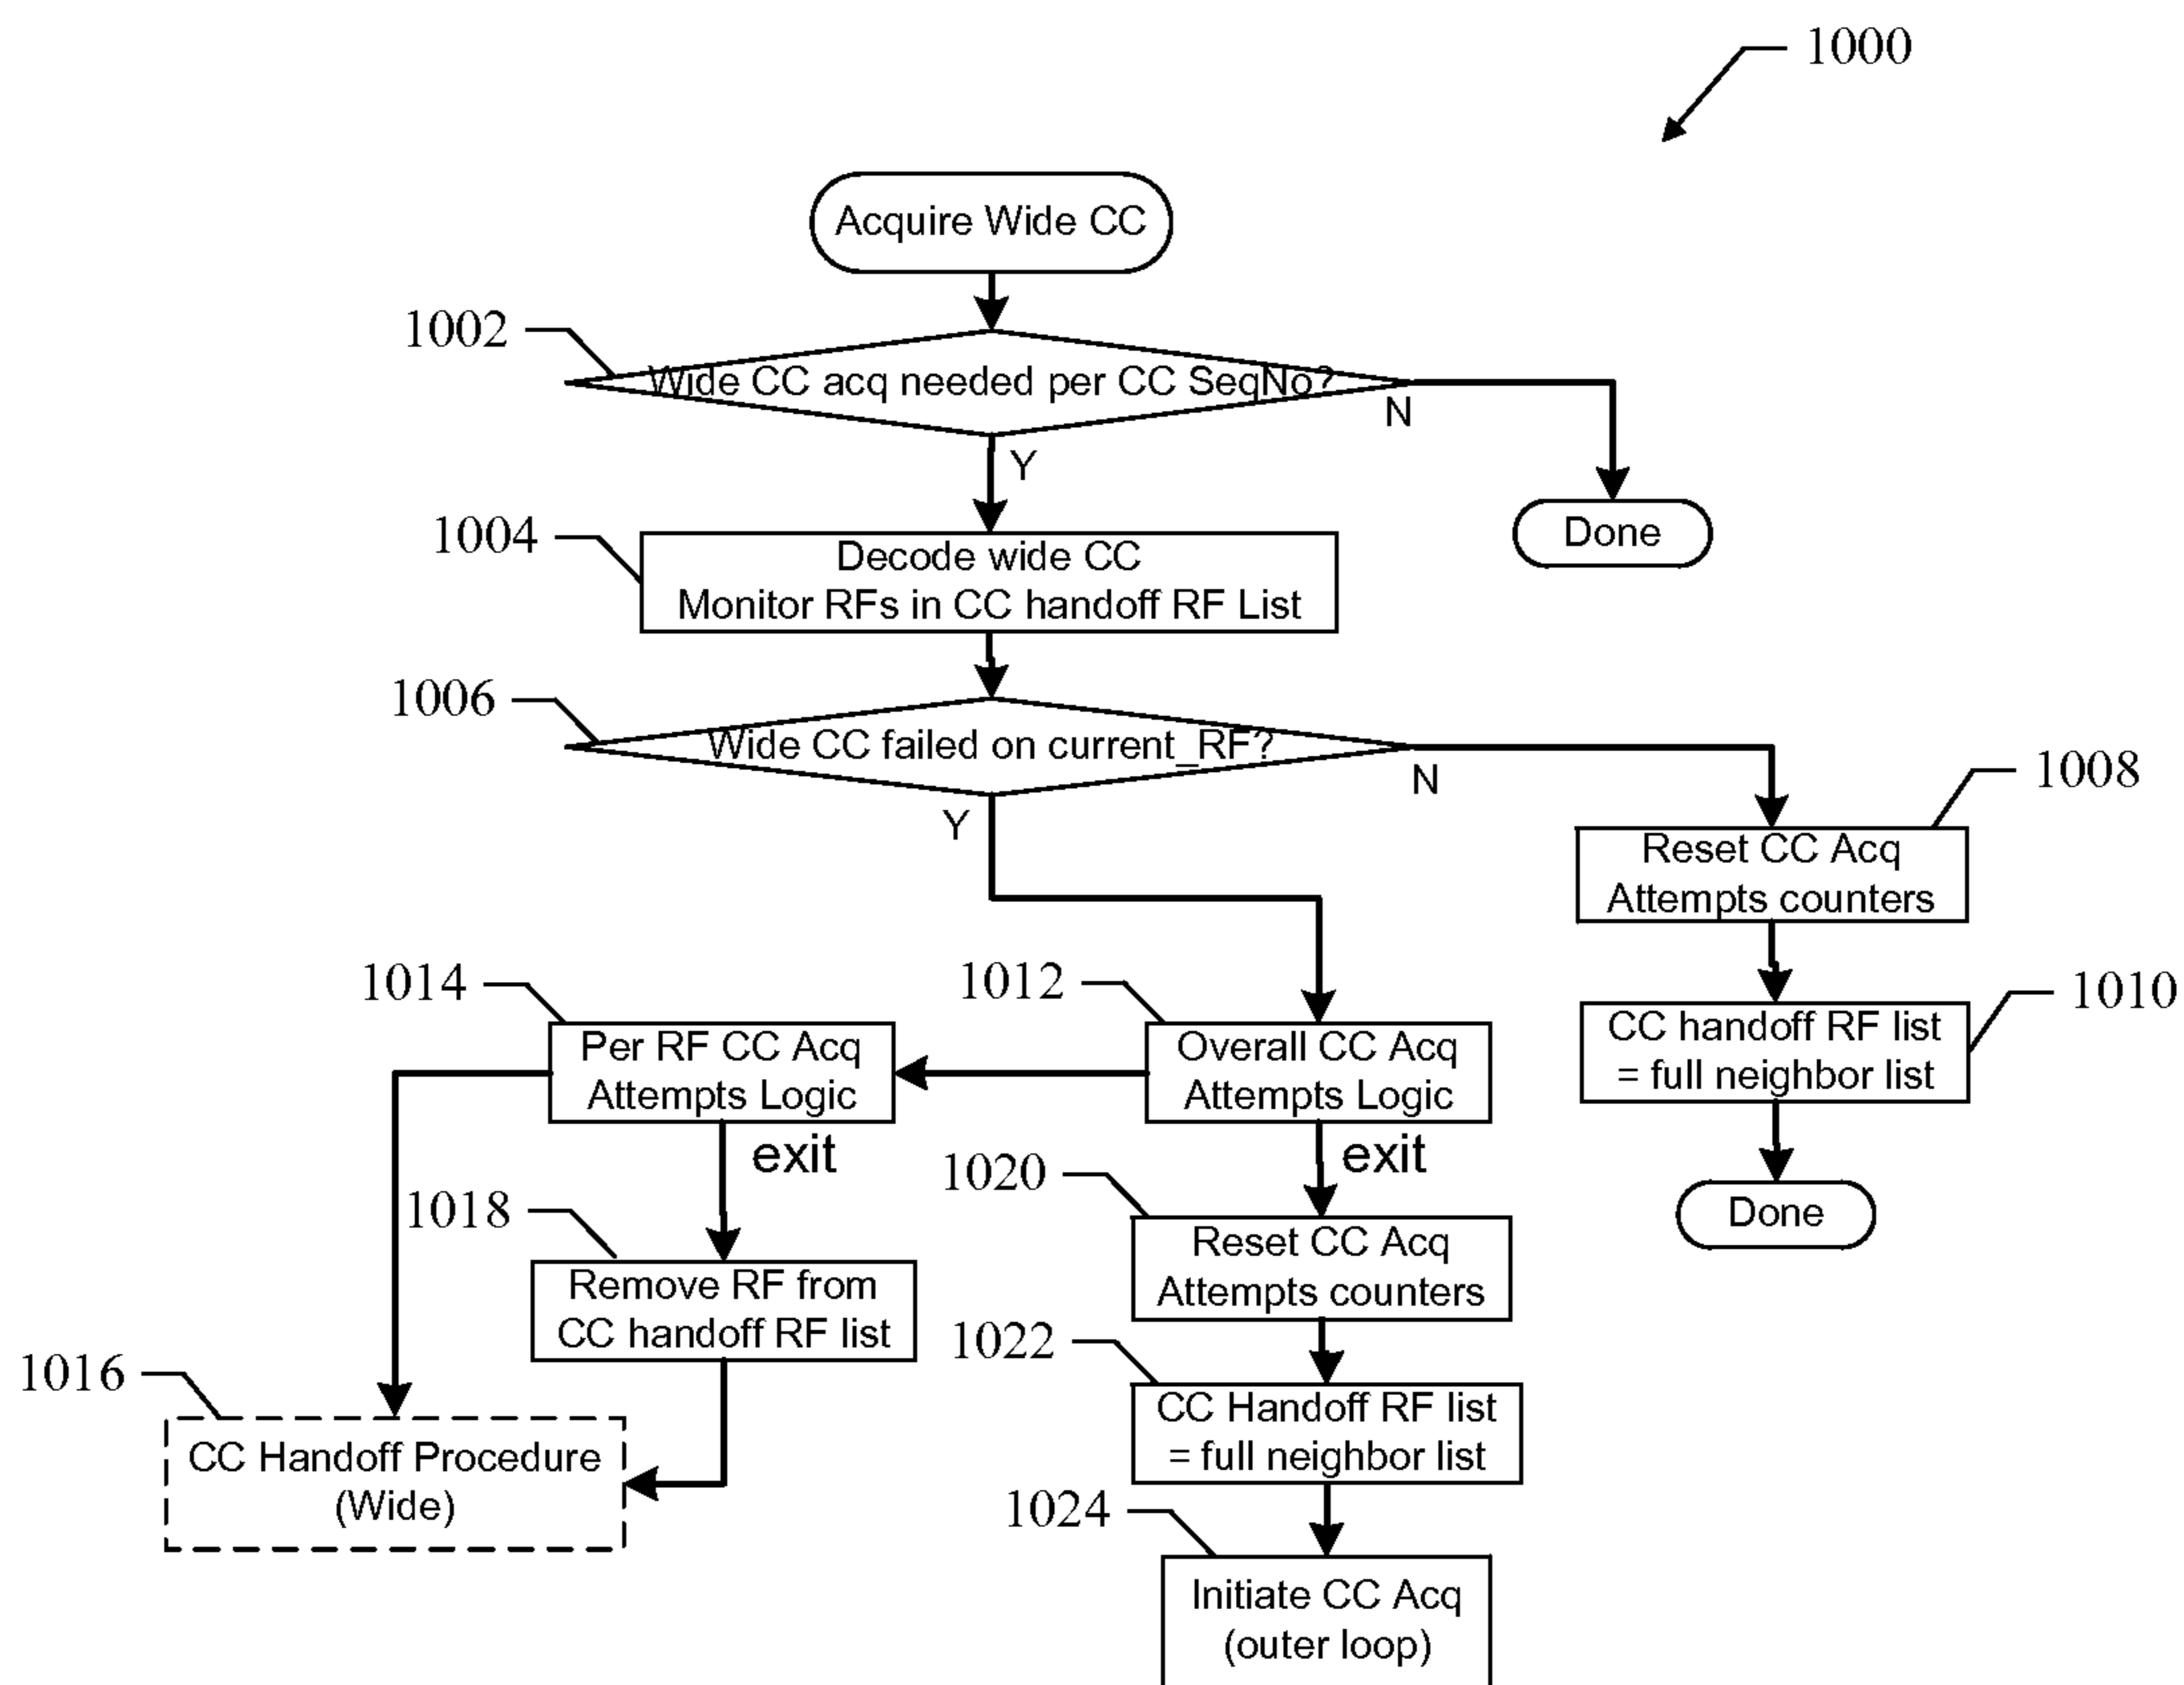 1000
Acquire Wide CC
1002
Wide CC acq needed per CC SeqNo?
N
Y
Done
1004
Decode wide CC
Monitor RFs in CC handoff RF List
1006
Wide CC failed on current_RF?
N
Y
1008
Reset CC Acq
Attempts counters
1010
CC handoff RF list
= full neighbor list
Done
1012
Overall CC Acq
Attempts Logic
exit
1014
Per RF CC Acq
Attempts Logic
exit
1018
Remove RF from
CC handoff RF list
1016
CC Handoff Procedure
(Wide)
1020
Reset CC Acq
Attempts counters
1022
CC Handoff RF list
= full neighbor list
1024
Initiate CC Acq
(outer loop)